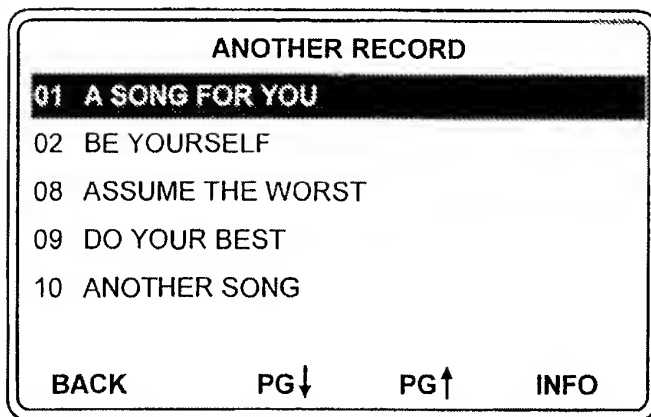 ANOTHER RECORD
01 A SONG FOR YOU
02 BE YOURSELF
08 ASSUME THE WORST
09 DO YOUR BEST
10 ANOTHER SONG
BACK PG↓ PG↑ INFO